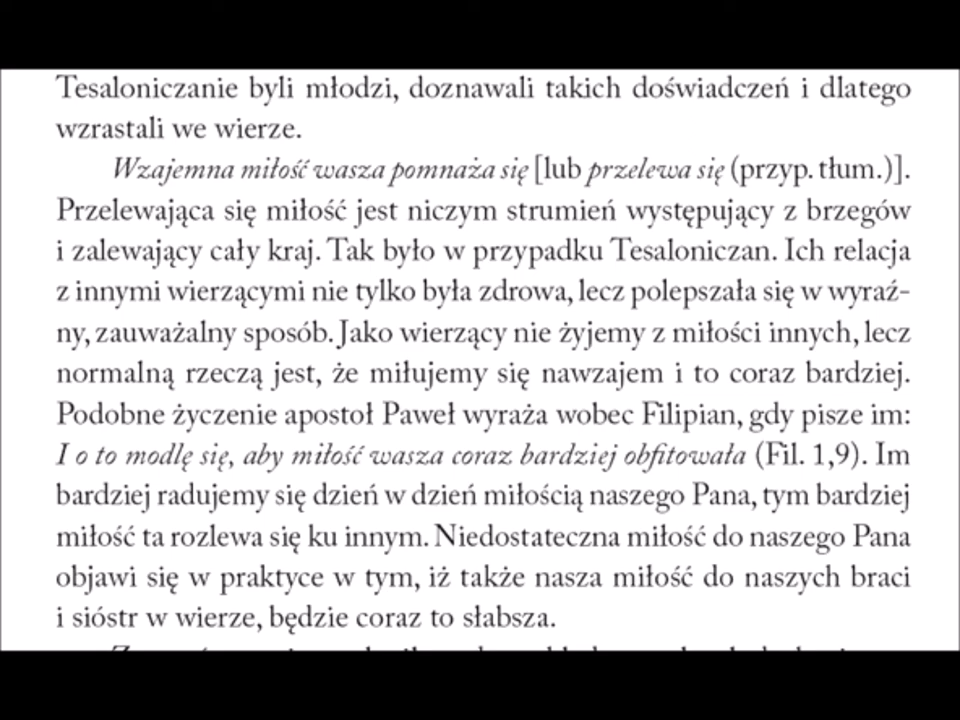 Tesaloniczanie byli młodzi, doznawali takich doświadczeń i dlatego
wzrastali we wierze.
Wzajemna miłość wasza pomnaża się [lub przelewa się (przyp. tłum.)].
Przelewająca się miłość jest niczym strumień występujący z brzegów
i zalewający cały kraj. Tak było w przypadku Tesaloniczan. Ich relacja
z innymi wierzącymi nie tylko była zdrowa, lecz polepszała się w wyraź-
ny, zauważalny sposób. Jako wierzący nie żyjemy z miłości innych, lecz
normalną rzeczą jest, że miłujemy się nawzajem i to coraz bardziej.
Podobne życzenie apostoł Paweł wyraża wobec Filipian, gdy pisze im:
I o to modlę się, aby miłość wasza coraz bardziej obfitowała (Fil. 1,9). Im
bardziej radujemy się dzień w dzień miłością naszego Pana, tym bardziej
miłość ta rozlewa się ku innym. Niedostateczna miłość do naszego Pana
objawi się w praktyce w tym, iż także nasza miłość do naszych braci
i sióstr w wierze, będzie coraz to słabsza.